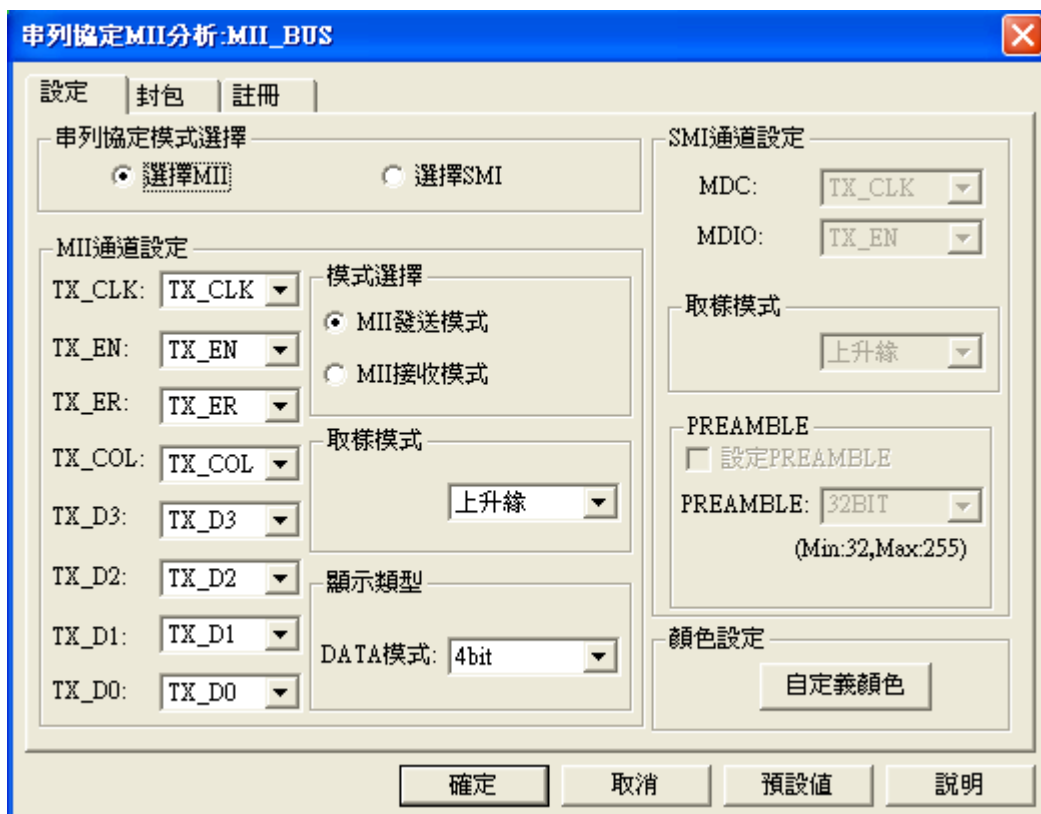 串列協定MII分析:MII_BUS
設定 封包 註冊
串列協定模式選擇
選擇MII 選擇SMI
MII通道設定
TX_CLK: TX_CLK
TX_EN: TX_EN
TX_ER: TX_ER
TX_COL: TX_COL
TX_D3: TX_D3
TX_D2: TX_D2
TX_D1: TX_D1
TX_D0: TX_D0
模式選擇
MII發送模式
MII接收模式
取樣模式
上升緣
顯示類型
DATA模式: 4bit
SMI通道設定
MDC: TX_CLK
MDIO: TX_EN
取樣模式
上升緣
PREAMBLE
設定PREAMBLE
PREAMBLE: 32BIT
(Min:32,Max:255)
顏色設定
自定義顏色
確定 取消 預設值 說明